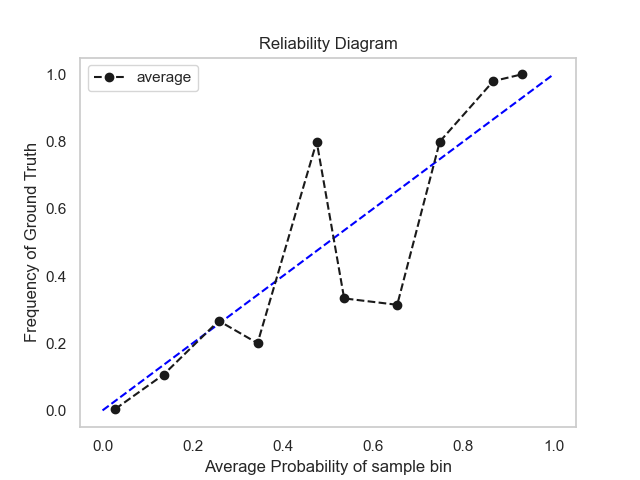 Reliability Diagram
average
Frequency of Ground Truth
1.0
0.8
0.6
0.4
0.2
0.0
0.0 0.2 0.4 0.6 0.8 1.0
Average Probability of sample bin